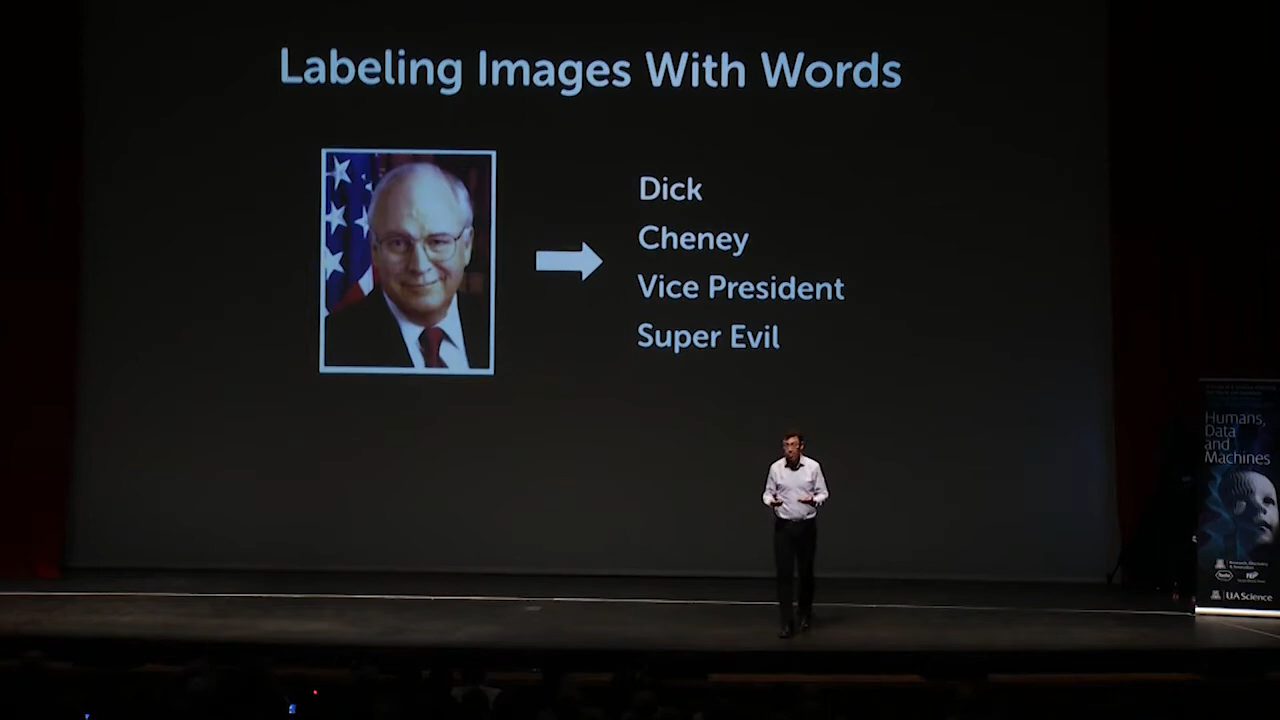 Labeling Images With Words
Dick
Cheney
Vice President
Super Evil
Humans,
Data
and
Machines
UA Science